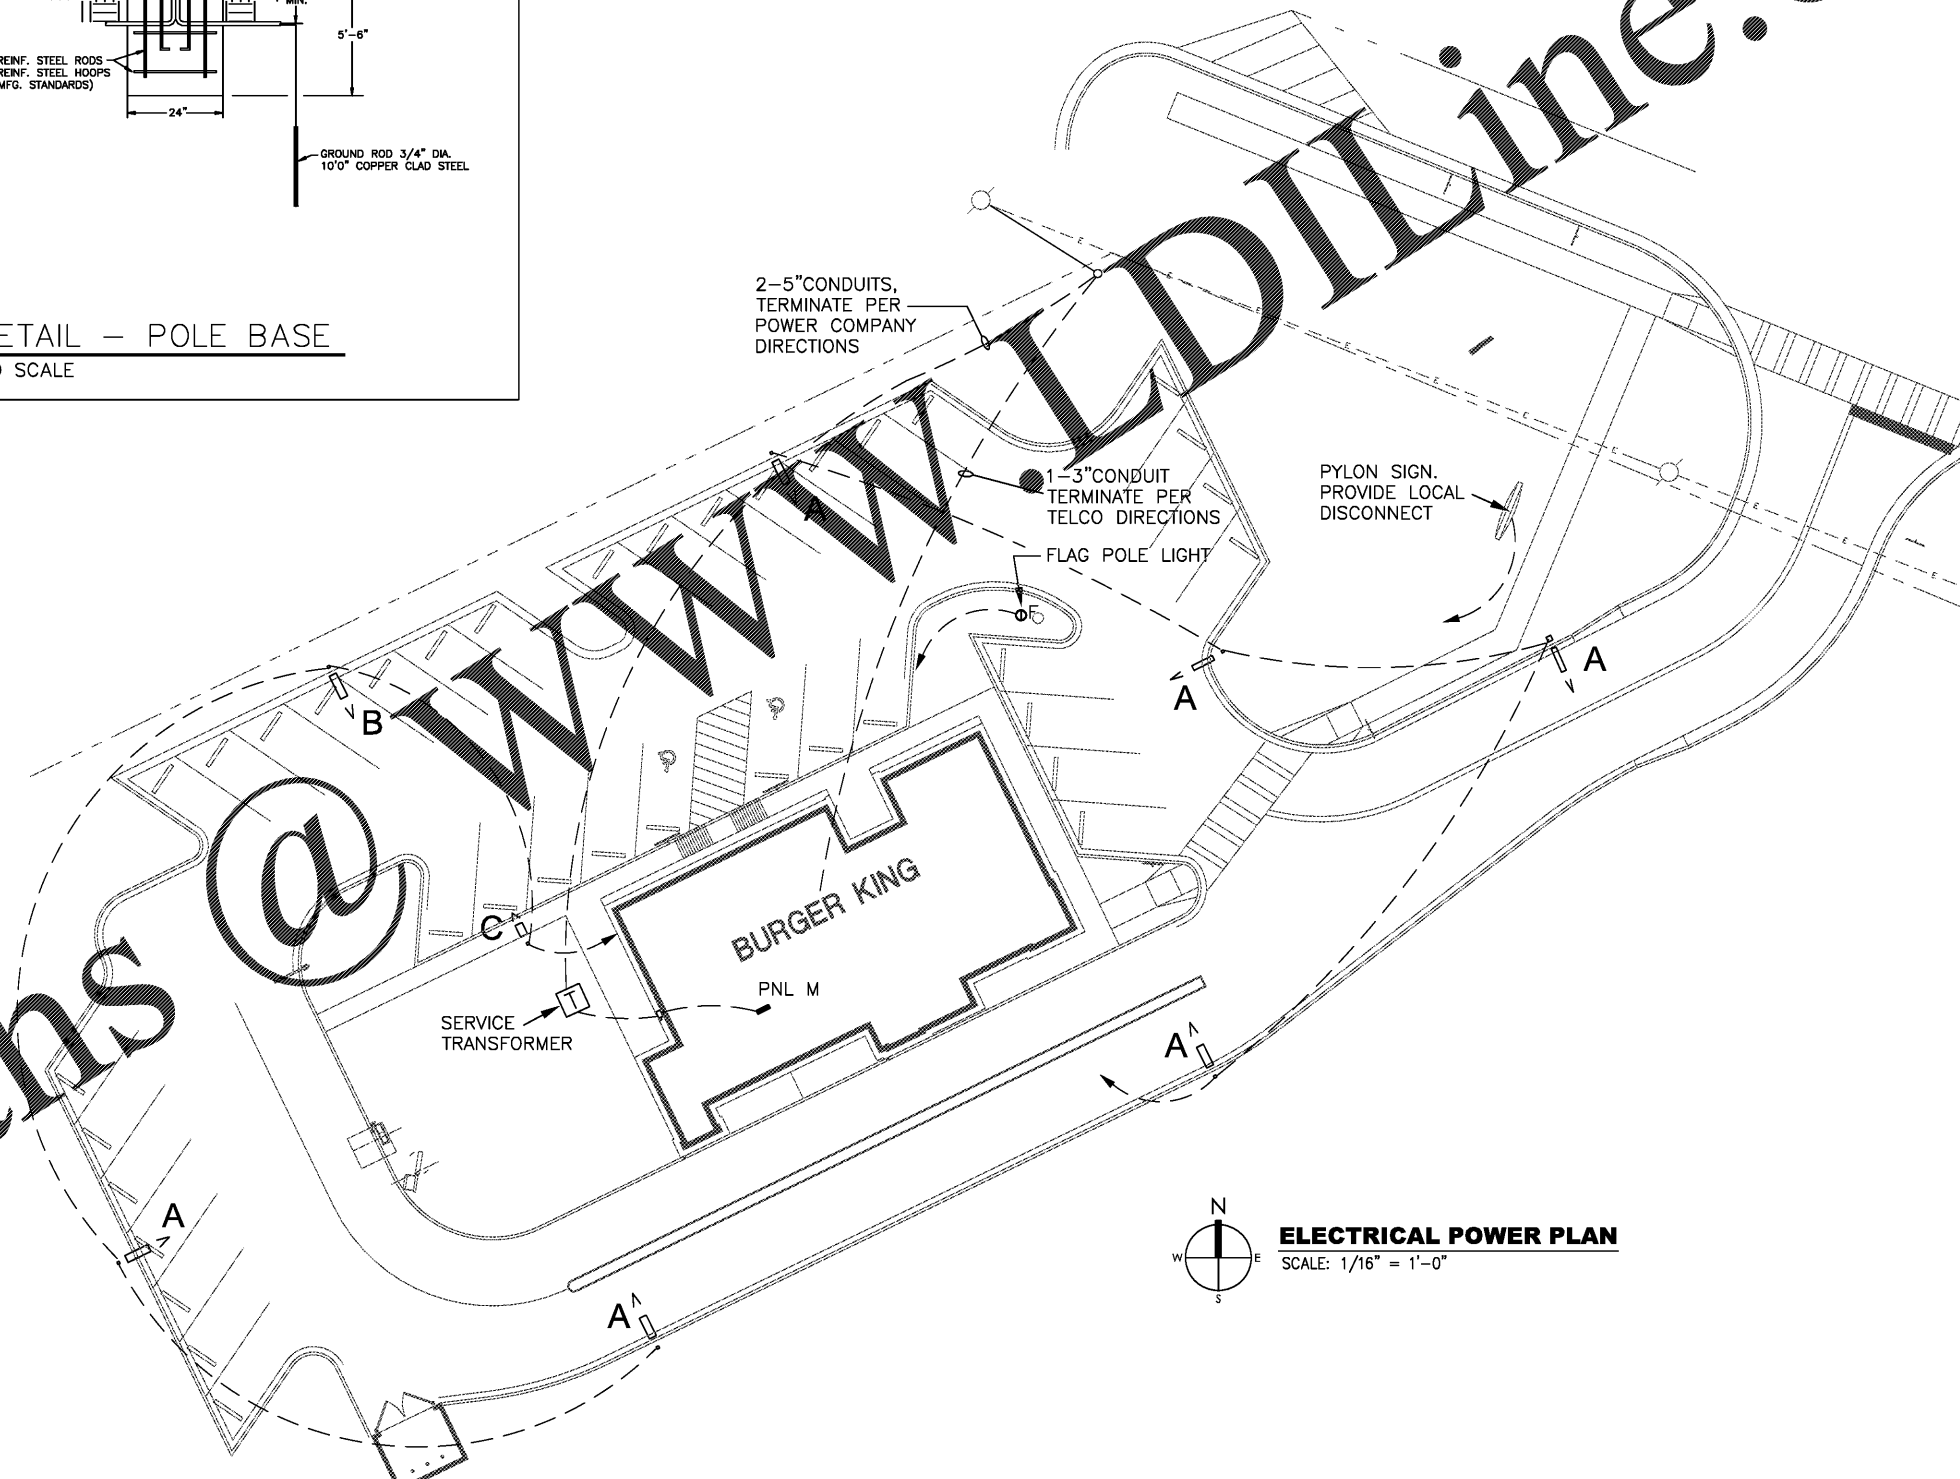 MIN.
5'-6"
REINF. STEEL RODS
REINF. STEEL HOOPS
MFG. STANDARDS)
24"
GROUND ROD 3/4" DIA.
10'0" COPPER CLAD STEEL
ETAIL - POLE BASE
SCALE
2-5"CONDUITS,
TERMINATE PER
POWER COMPANY
DIRECTIONS
E
E
E
E
E
E
E
E
E
1-3"CONDUIT
TERMINATE PER
TELCO DIRECTIONS
FLAG POLE LIGHT
F
PYLON SIGN.
PROVIDE LOCAL
DISCONNECT
A
A
A
B
C
BURGER KING
PNL M
T
SERVICE
TRANSFORMER
A
A
A
N
W
E
S
ELECTRICAL POWER PLAN
SCALE: 1/16" = 1'-0"
ns @ WWW.LDILine.